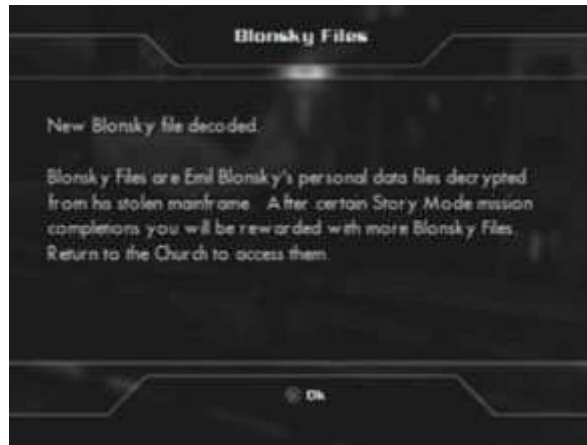 Blonsky Files
New Blonsky file decoded.
Blonsky Files are Emil Blonsky's personal data files decrypted
from his stolen mainframe. After certain Story Mode mission
completions you will be rewarded with more Blonsky Files.
Return to the Church to access them.
Ok